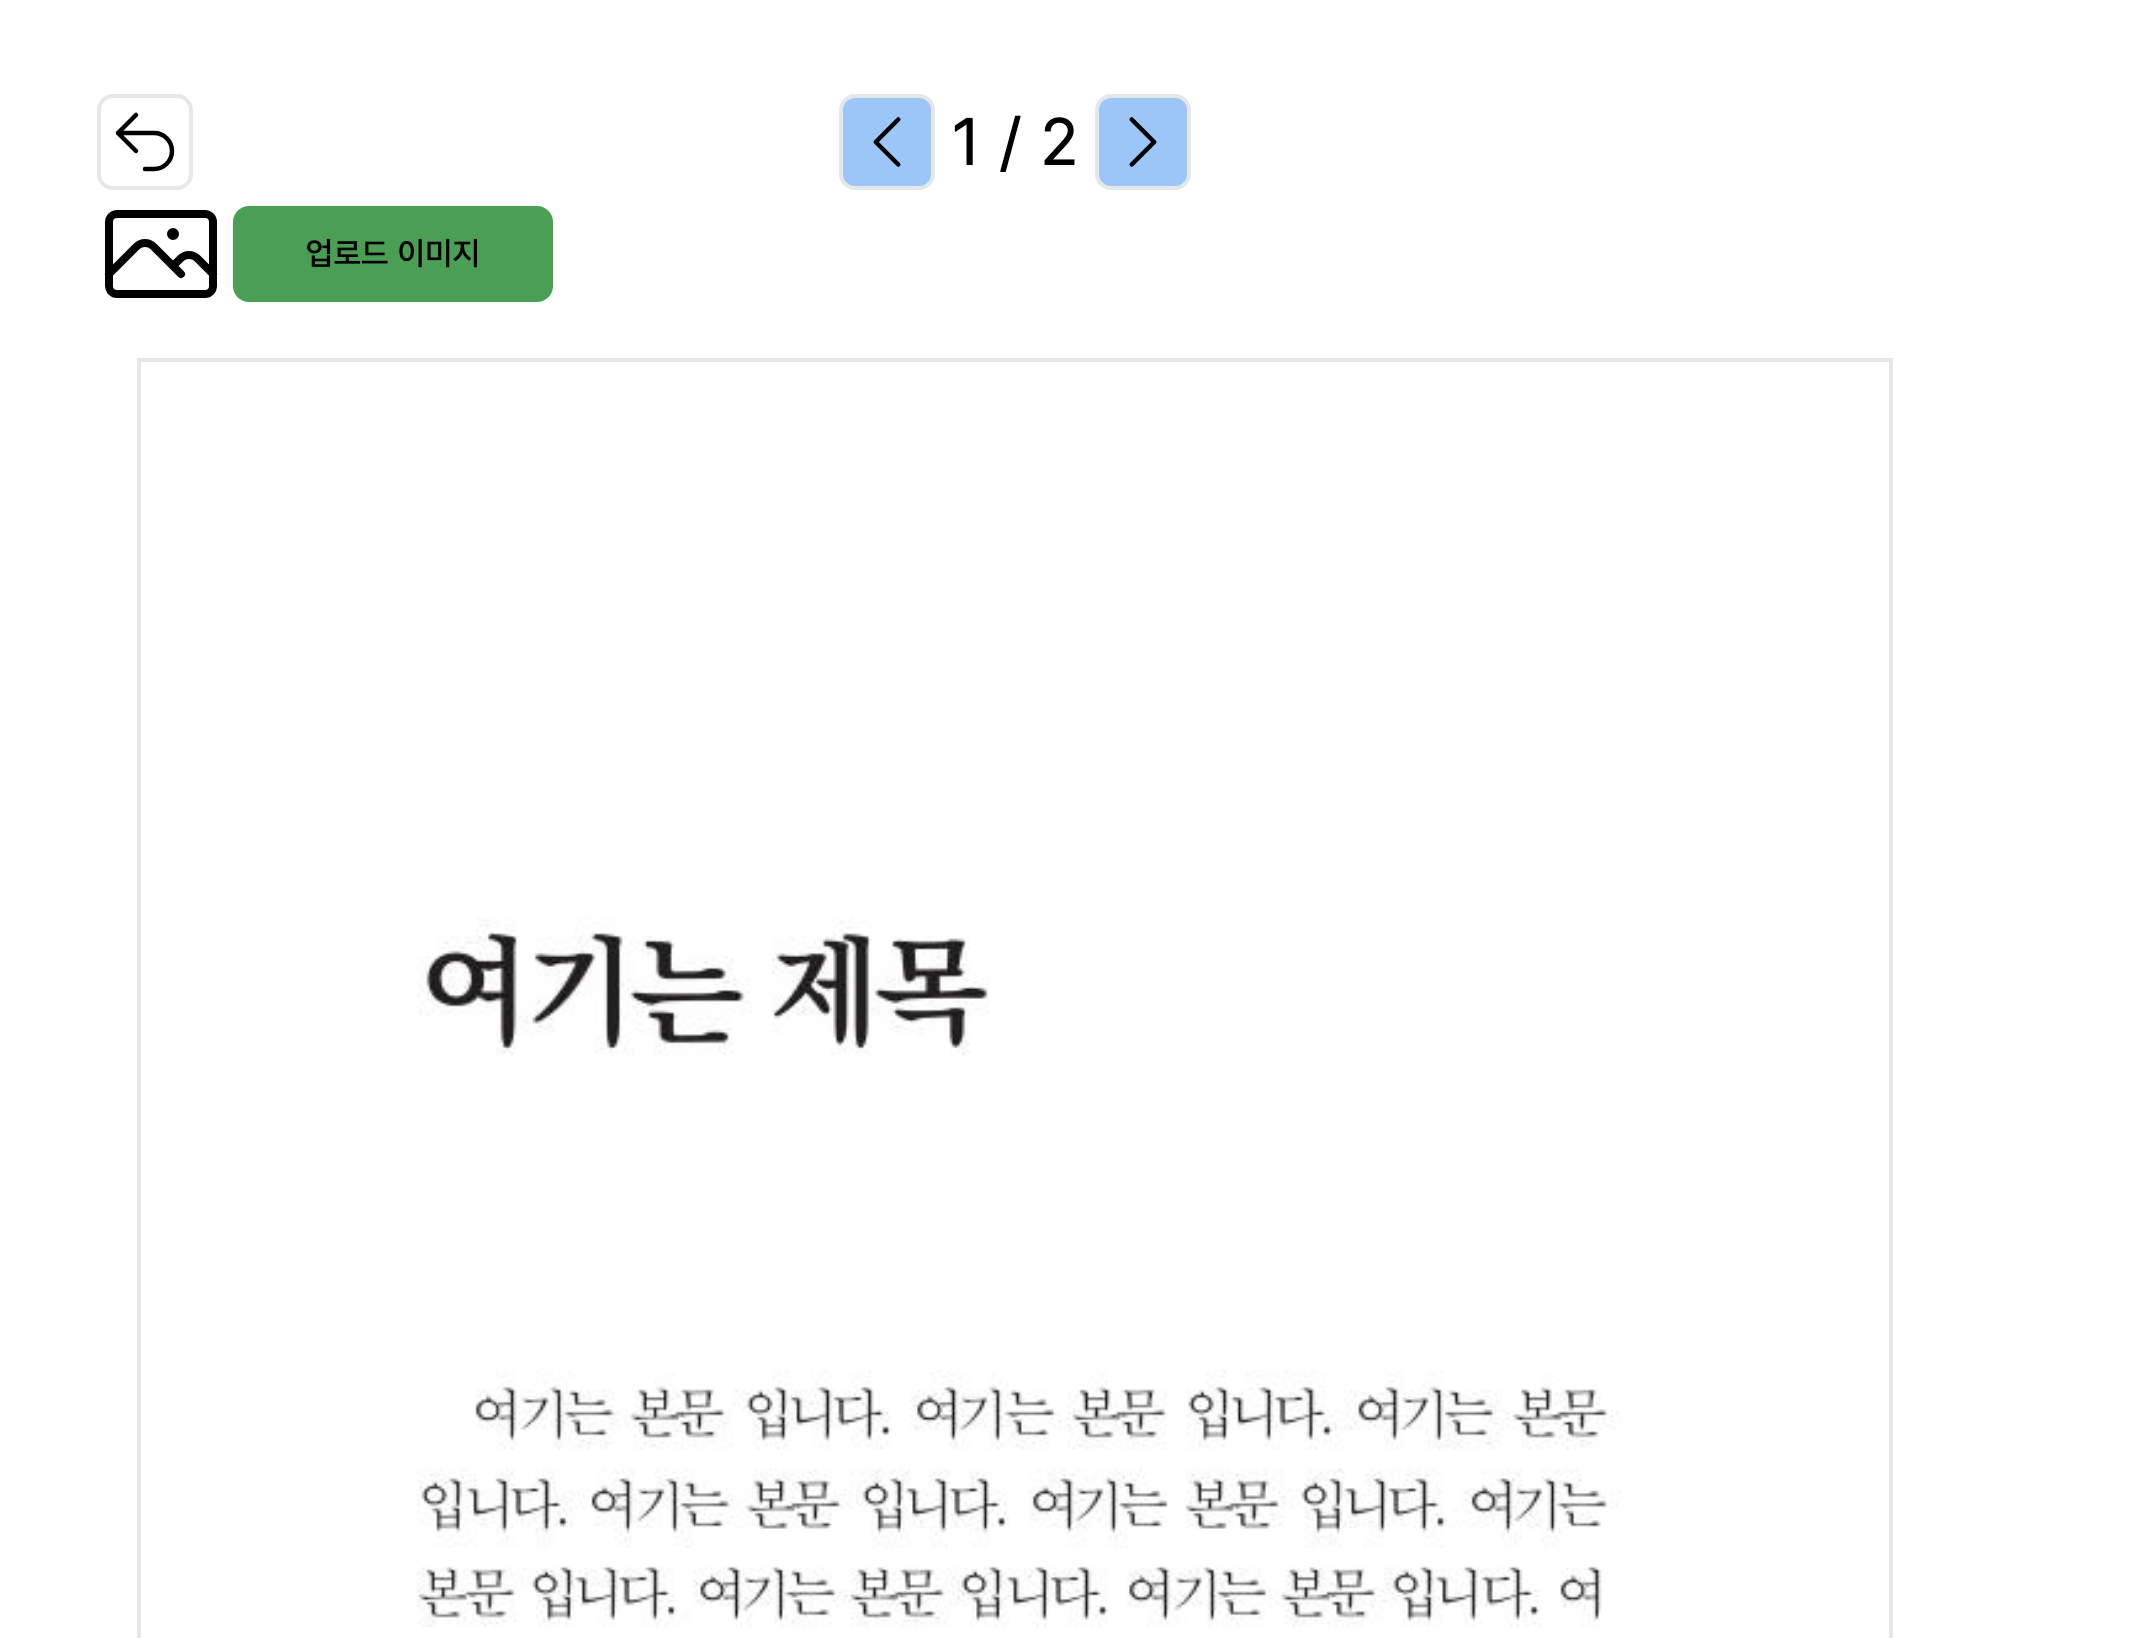 1 / 2
업로드 이미지
여기는 제목
여기는 본문 입니다. 여기는 본문 입니다. 여기는 본문
입니다. 여기는 본문 입니다. 여기는 본문 입니다. 여기는
본문 입니다. 여기는 본문 입니다. 여기는 본문 입니다. 여